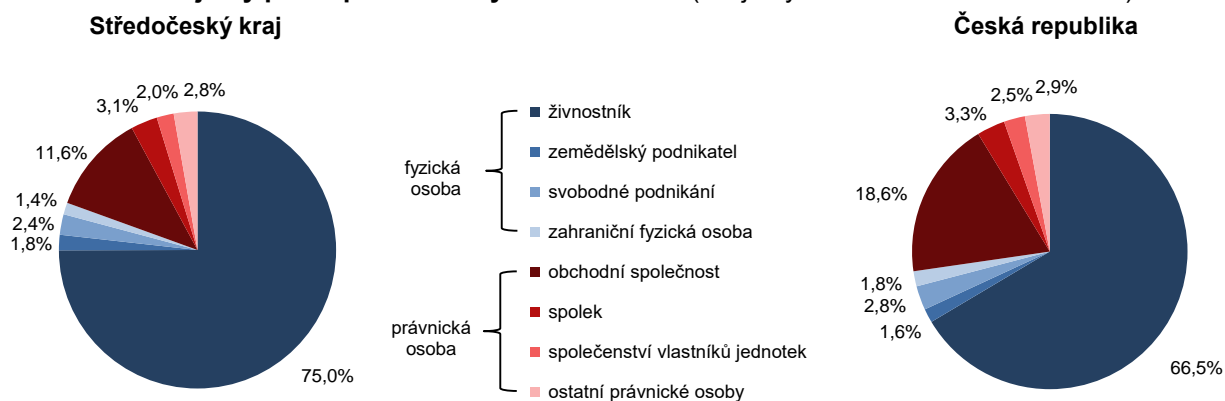 Středočeský kraj
Česká republika
2,8%
2,0%
3,1%
11,6%
1,4%
2,4%
1,8%
75,0%
fyzická
osoba
živnostník
zemědělský podnikatel
svobodné podnikání
zahraniční fyzická osoba
právnická
osoba
obchodní společnost
spolek
společenství vlastníků jednotek
ostatní právnické osoby
2,9%
2,5%
3,3%
18,6%
1,8%
2,8%
1,6%
66,5%